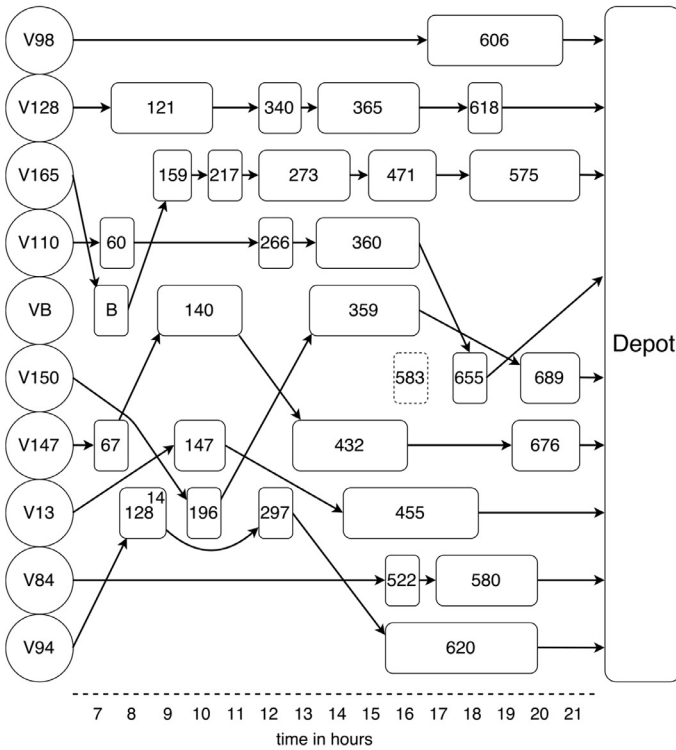 V98 606
V128 121 340 365 618
V165 159 217 273 471 575
V110 60 266 360
VB B 140 359
Depot
V150 583 655 689
V147 67 147 432 676
14
V13 128 196 297 455
V84 522 580
V94 620
7 8 9 10 11 12 13 14 15 16 17 18 19 20 21
time in hours